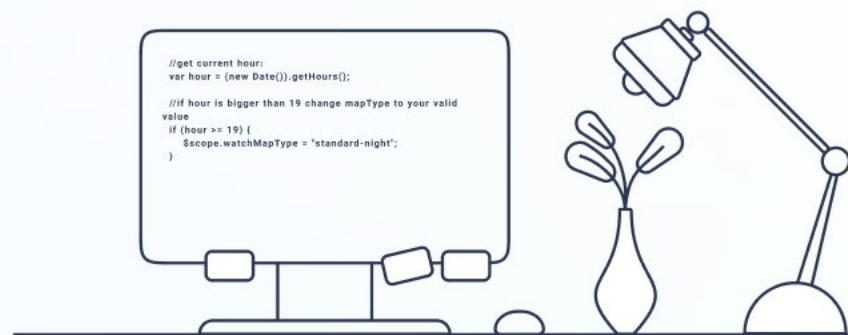 //get current hour:
var hour = (new Date()).getHours();
//if hour is bigger than 19 change mapType to your valid
value
if (hour >= 19) {
$scope.watchMapType = "standard-night";
}